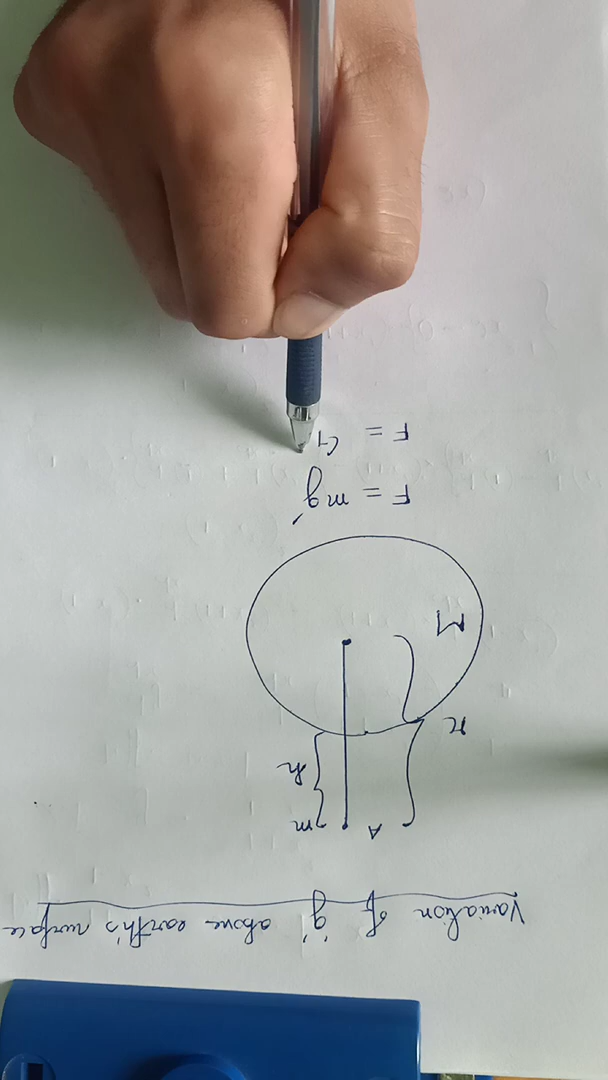 Variation of 'g' above earth's surface
m A
h
r
M
F = mg'
F = G